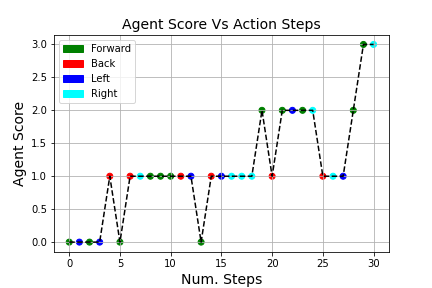 Agent Score Vs Action Steps
3.0
2.5
2.0
1.5
1.0
0.5
0.0
Agent Score
Forward
Back
Left
Right
0 5 10 15 20 25 30
Num. Steps